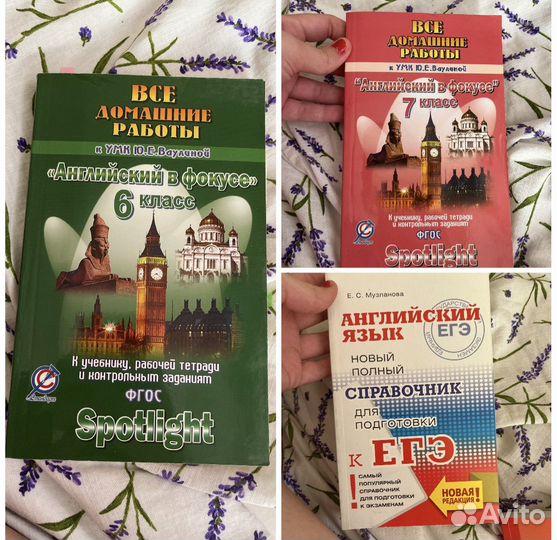 ВСЕ
ДОМАШНИЕ
РАБОТЫ
к УМК Ю.Е.Ваулиной
«Английский в фокусе»
6 класс
К учебнику, рабочей тетради
и контрольным заданиям
ФГОС
Spotlight
ВСЕ
ДОМАШНИЕ
РАБОТЫ
к УМК Ю.Е.Ваулиной
"Английский в фокусе"
7 класс
К учебнику, рабочей тетради
и контрольным заданиям
ФГОС
Spotlight
Е. С. Музланова
АНГЛИЙСКИЙ
ЯЗЫК
ЕГЭ
НОВЫЙ
ПОЛНЫЙ
СПРАВОЧНИК
ДЛЯ
ПОДГОТОВКИ
К ЕГЭ
САМЫЙ
ПОПУЛЯРНЫЙ
СПРАВОЧНИК
ДЛЯ ПОДГОТОВКИ
К ЭКЗАМЕНАМ
НОВАЯ
РЕДАКЦИЯ!
Avito